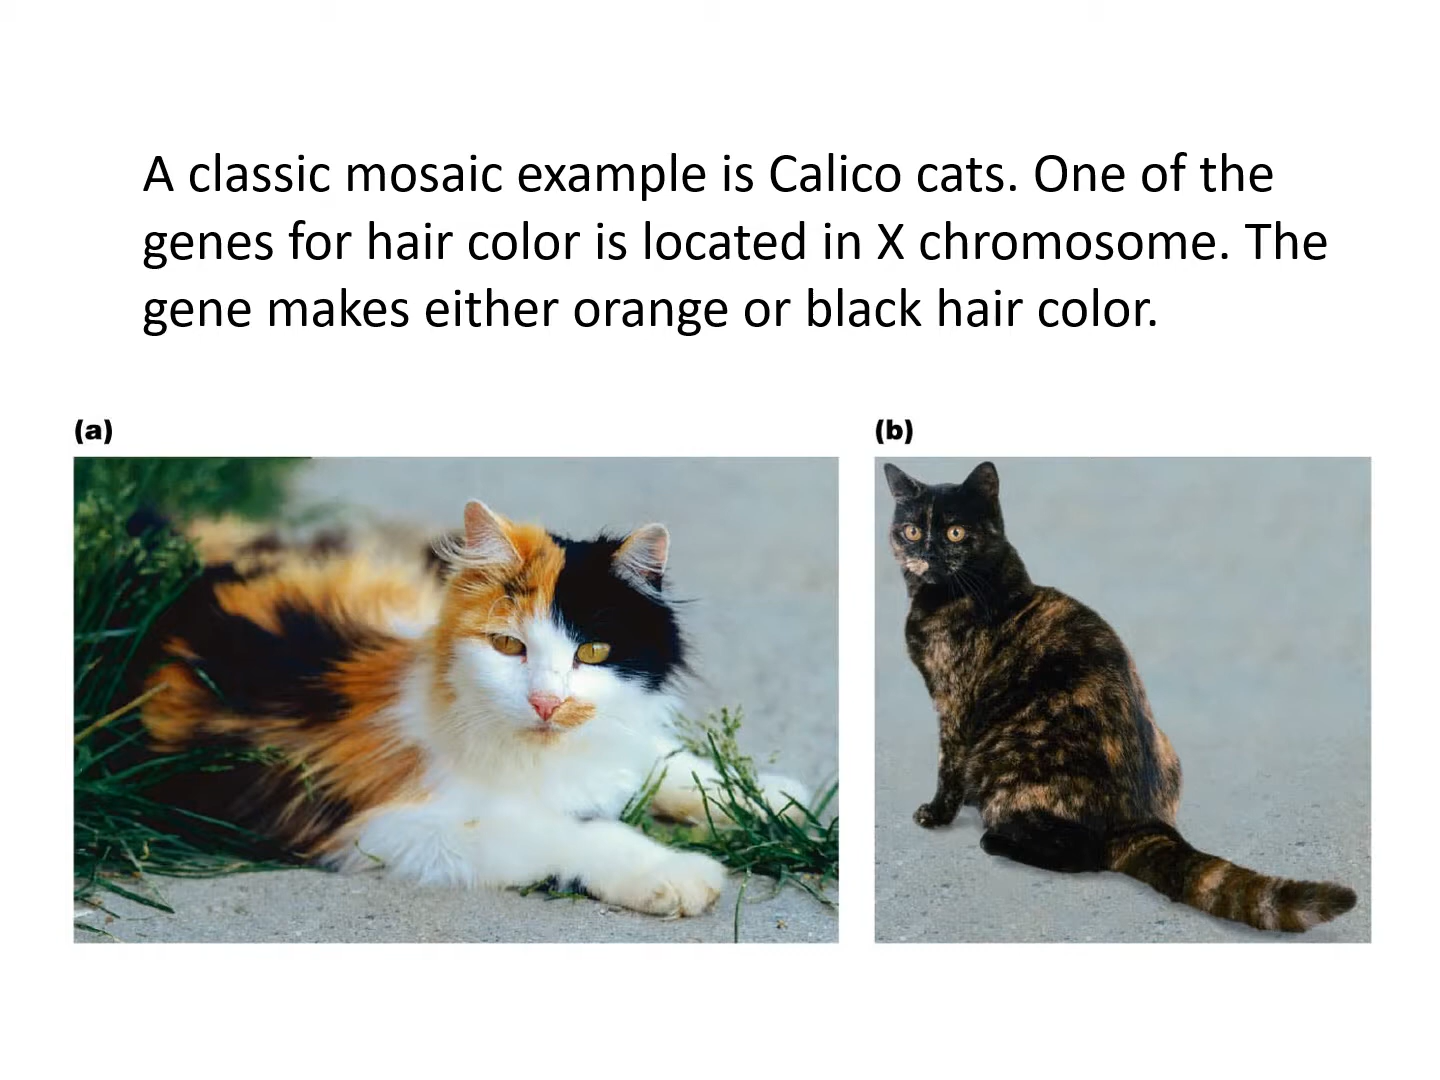 A classic mosaic example is Calico cats. One of the
genes for hair color is located in X chromosome. The
gene makes either orange or black hair color.
(a)
(b)